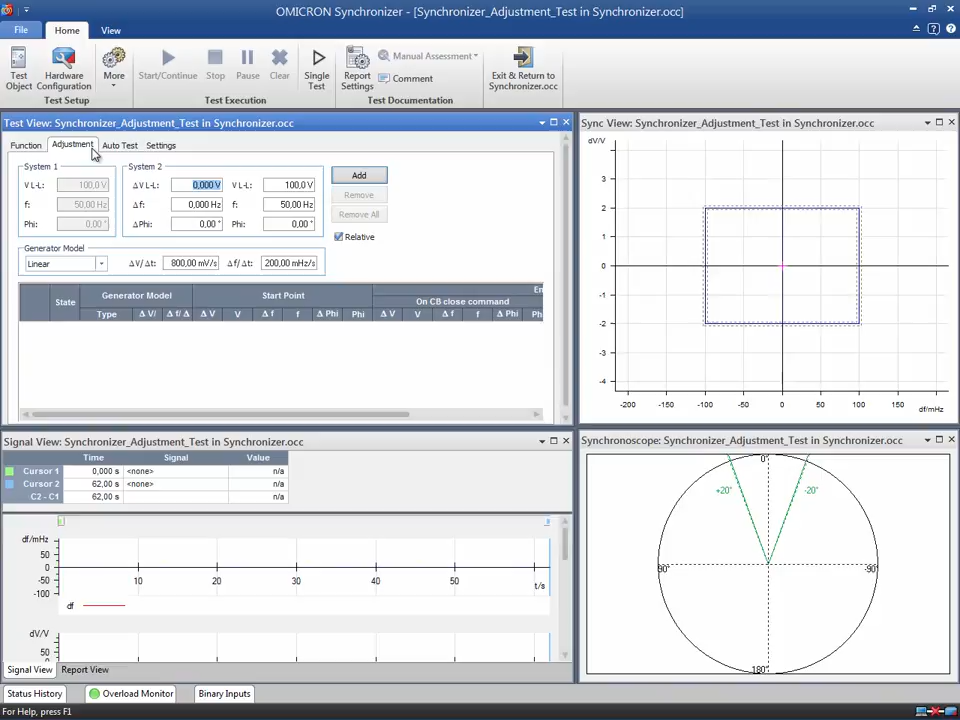 OMICRON Synchronizer - [Synchronizer_Adjustment_Test in Synchronizer.occ]
File
Home
View
Test Object
Hardware Configuration
More
Start/Continue
Stop
Pause
Clear
Single Test
Report Settings
Manual Assessment
Comment
Exit & Return to Synchronizer.occ
Test Setup
Test Execution
Test Documentation
Test View: Synchronizer_Adjustment_Test in Synchronizer.occ
Function
Adjustment
Auto Test
Settings
System 1
V L-L: 100,0 V
f: 50,00 Hz
Phi: 0,00 °
System 2
ΔV L-L: 0,000 V V L-L: 100,0 V
Δf: 0,000 Hz f: 50,00 Hz
ΔPhi: 0,00 ° Phi: 0,00 °
Add
Remove
Remove All
Relative
Generator Model
Linear
ΔV/Δt: 800,00 mV/s Δf/Δt: 200,00 mHz/s
State
Generator Model
Start Point
En
On CB close command
Type Δ V/ Δ f/ Δ Δ V V Δ f f Δ Phi Phi Δ V V Δ f f Δ Phi Ph
Sync View: Synchronizer_Adjustment_Test in Synchronizer.occ
dV/V
3
2
1
0
-1
-2
-3
-4
-200 -150 -100 -50 0 50 100 150 df/mHz
Signal View: Synchronizer_Adjustment_Test in Synchronizer.occ
Time Signal Value
Cursor 1 0,000 s <none> n/a
Cursor 2 62,00 s <none> n/a
C2 - C1 62,00 s n/a
df/mHz
50
0
-50
-100
10 20 30 40 50 t/s
df
dV/V
50
Signal View
Report View
Synchronoscope: Synchronizer_Adjustment_Test in Synchronizer.occ
0°
+20°
-20°
90°
-90°
180°
Status History
Overload Monitor
Binary Inputs
For Help, press F1